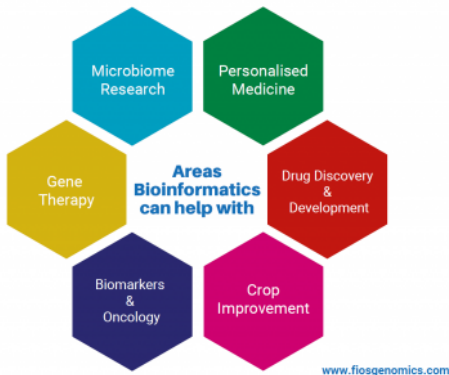 Microbiome
Research
Personalised
Medicine
Gene
Therapy
Areas
Bioinformatics
can help with
Drug Discovery
&
Development
Biomarkers
&
Oncology
Crop
Improvement
www.fiosgenomics.com